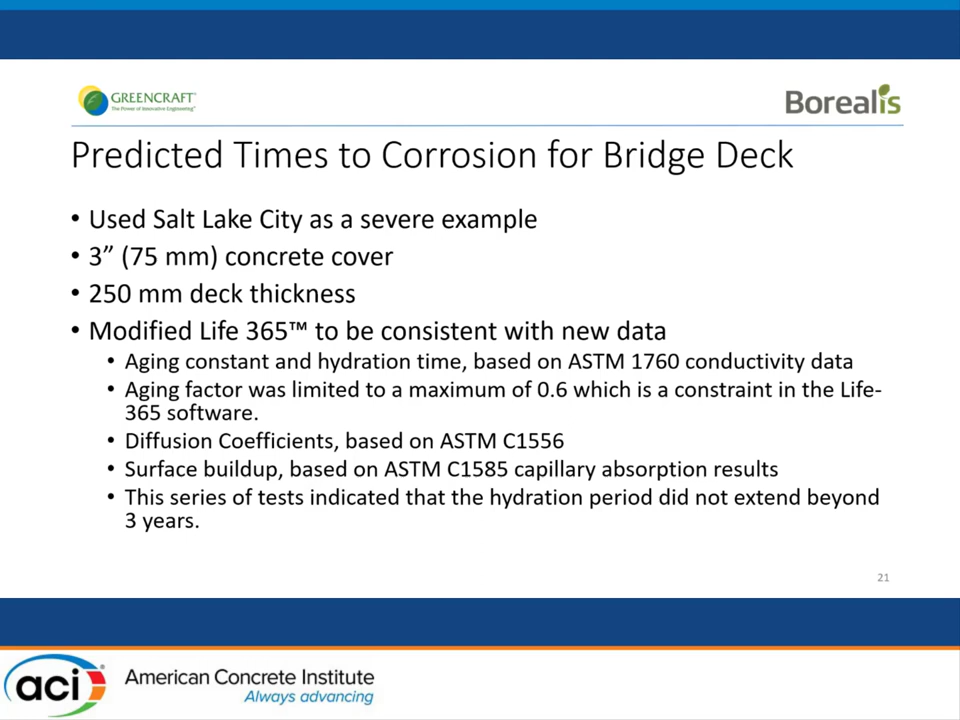 GREENCRAFT™
The Power of Innovative Engineering™
Borealis
Predicted Times to Corrosion for Bridge Deck
• Used Salt Lake City as a severe example
• 3” (75 mm) concrete cover
• 250 mm deck thickness
• Modified Life 365™ to be consistent with new data
• Aging constant and hydration time, based on ASTM 1760 conductivity data
• Aging factor was limited to a maximum of 0.6 which is a constraint in the Life-
365 software.
• Diffusion Coefficients, based on ASTM C1556
• Surface buildup, based on ASTM C1585 capillary absorption results
• This series of tests indicated that the hydration period did not extend beyond
3 years.
21
aci
American Concrete Institute
Always advancing